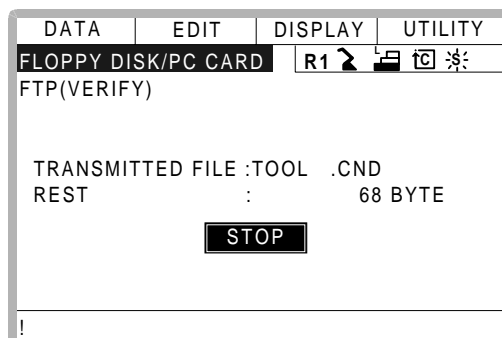 DATA EDIT DISPLAY UTILITY
FLOPPY DISK/PC CARD R1 C S
FTP(VERIFY)
TRANSMITTED FILE :TOOL .CND
REST : 68 BYTE
STOP
!